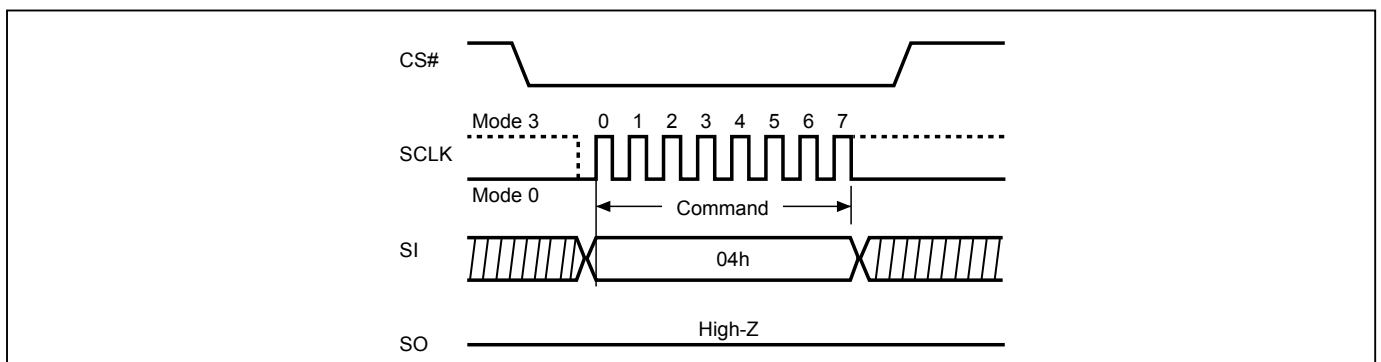 CS#
Mode 3 0 1 2 3 4 5 6 7
SCLK
Mode 0
Command
SI
04h
High-Z
SO